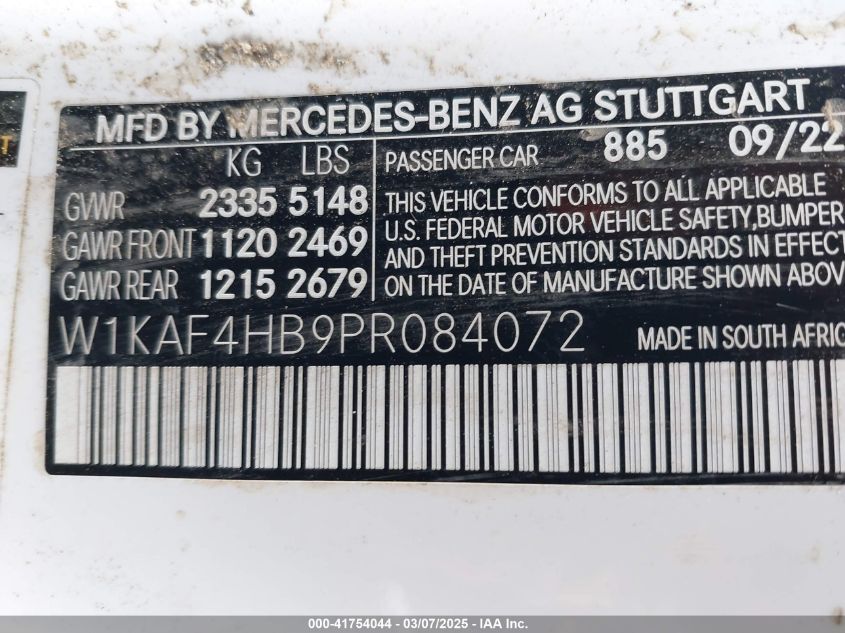 MFD BY MERCEDES-BENZ AG STUTTGART
KG LBS
GVWR 2335 5148
GAWR FRONT 1120 2469
GAWR REAR 1215 2679
PASSENGER CAR 885 09/22
THIS VEHICLE CONFORMS TO ALL APPLICABLE
U.S. FEDERAL MOTOR VEHICLE SAFETY, BUMPER
AND THEFT PREVENTION STANDARDS IN EFFECT
ON THE DATE OF MANUFACTURE SHOWN ABOV
W1KAF4HB9PR084072 MADE IN SOUTH AFRIC
000-41754044 / 03/07/2025 - IAA Inc.